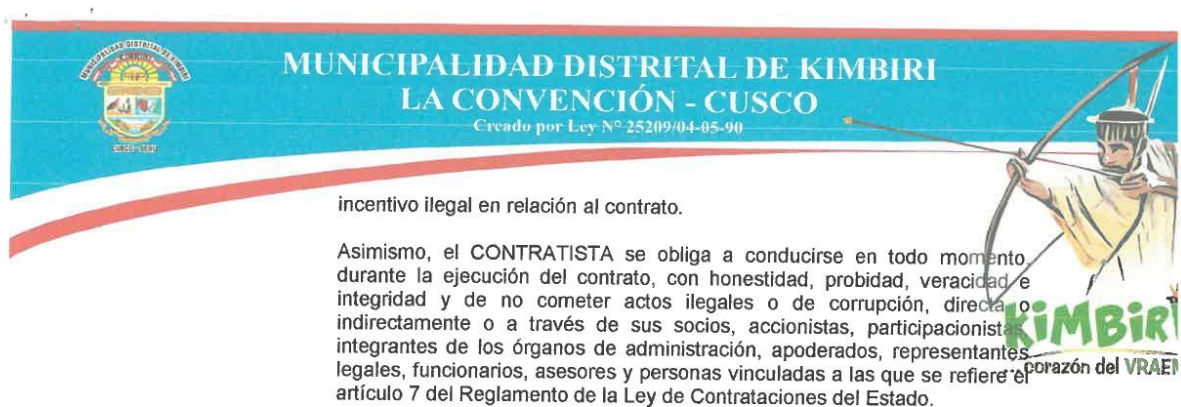 MUNICIPALIDAD DISTRITAL DE KIMBIRI
LA CONVENCIÓN - CUSCO
Creado por Ley Nº 25209/04-05-90
incentivo ilegal en relación al contrato.
Asimismo, el CONTRATISTA se obliga a conducirse en todo momento,
durante la ejecución del contrato, con honestidad, probidad, veracidad e
integridad y de no cometer actos ilegales o de corrupción, directa o
indirectamente o a través de sus socios, accionistas, participacionistas,
integrantes de los órganos de administración, apoderados, representantes
legales, funcionarios, asesores y personas vinculadas a las que se refiere el
artículo 7 del Reglamento de la Ley de Contrataciones del Estado.
KiMBiRI
...corazón del VRAEM